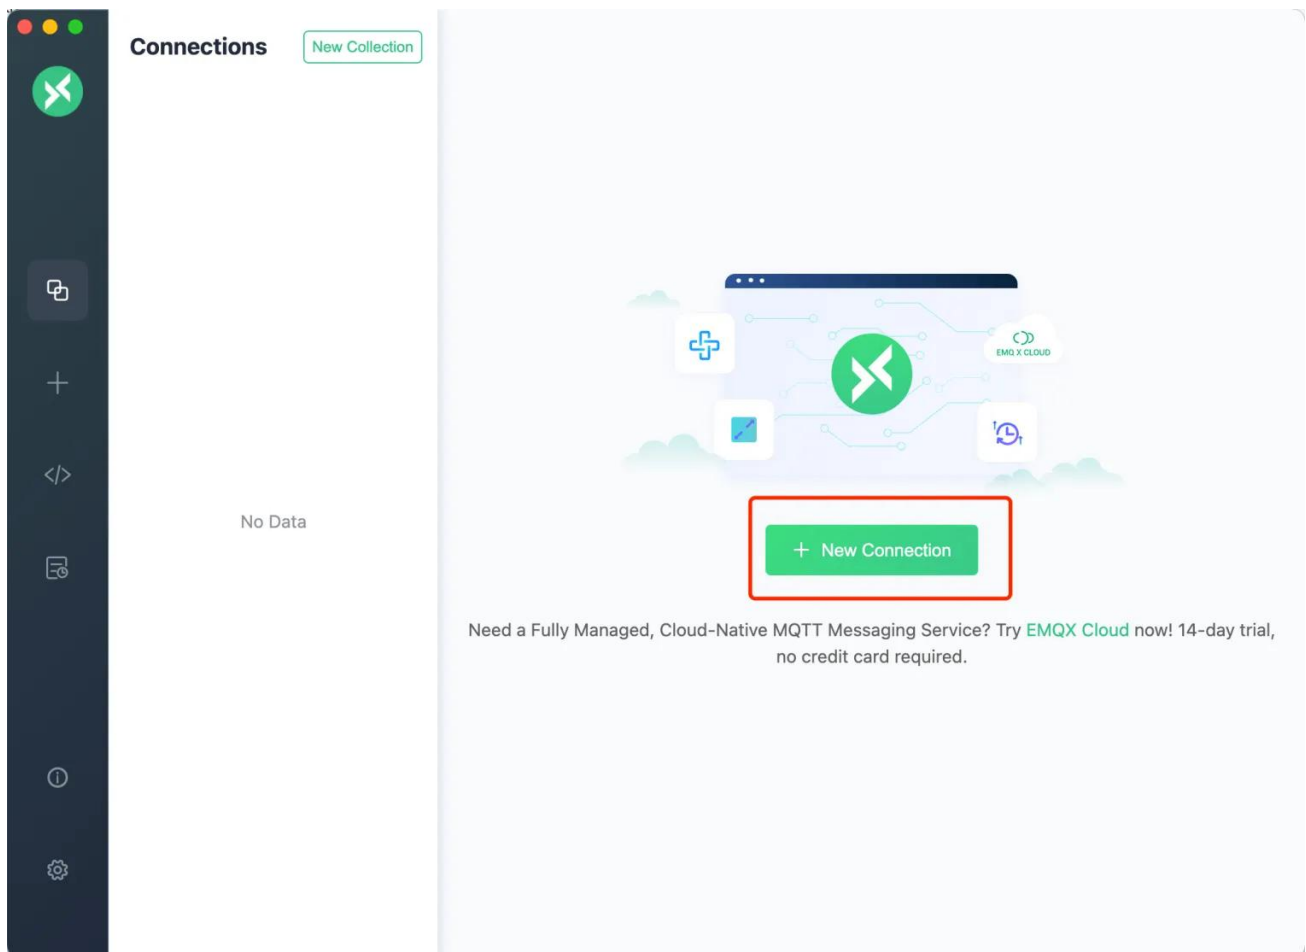 Connections
New Collection
No Data
EMQ X CLOUD
+ New Connection
Need a Fully Managed, Cloud-Native MQTT Messaging Service? Try EMQX Cloud now! 14-day trial,
no credit card required.